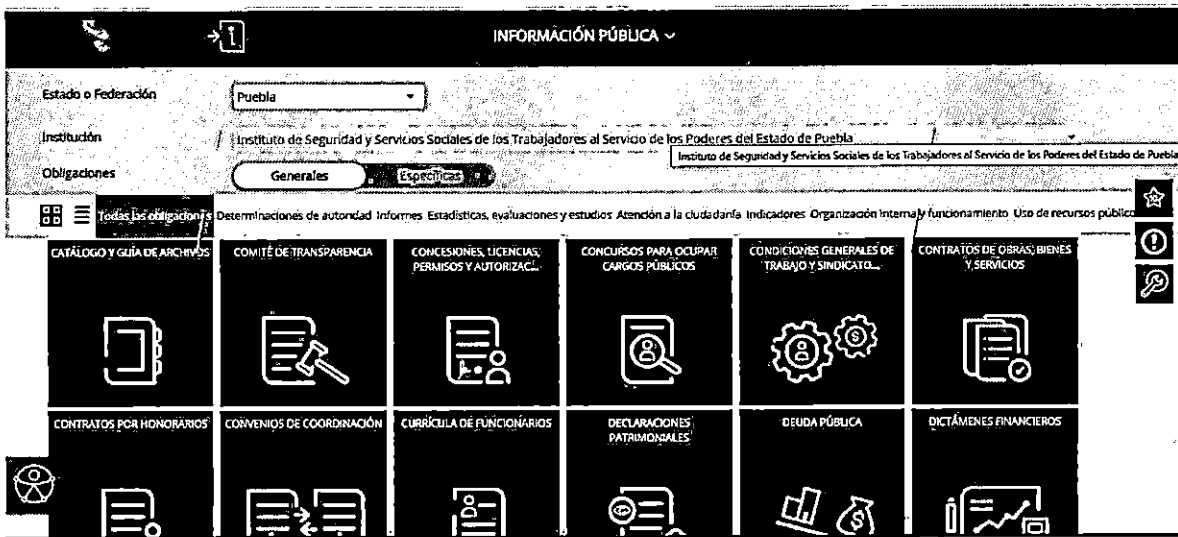 INFORMACIÓN PÚBLICA
Estado o Federación
Puebla
Institución
Instituto de Seguridad y Servicios Sociales de los Trabajadores al Servicio de los Poderes del Estado de Puebla
Instituto de Seguridad y Servicios Sociales de los Trabajadores al Servicio de los Poderes del Estado de Puebla
Obligaciones
Generales
Específicas
Todas las obligaciones Determinaciones de autoridad Informes Estadísticas, evaluaciones y estudios Atención a la ciudadanía Indicadores Organización interna y funcionamiento Uso de recursos público
CATÁLOGO Y GUÍA DE ARCHIVOS
COMITÉ DE TRANSPARENCIA
CONCESIONES, LICENCIAS,
PERMISOS Y AUTORIZAC...
CONCURSOS PARA OCUPAR
CARGOS PÚBLICOS
CONDICIONES GENERALES DE
TRABAJO Y SINDICATO...
CONTRATOS DE OBRAS, BIENES
Y SERVICIOS
CONTRATOS POR HONORARIOS
CONVENIOS DE COORDINACIÓN
CURRÍCULA DE FUNCIONARIOS
DECLARACIONES
PATRIMONIALES
DEUDA PÚBLICA
DICTÁMENES FINANCIEROS